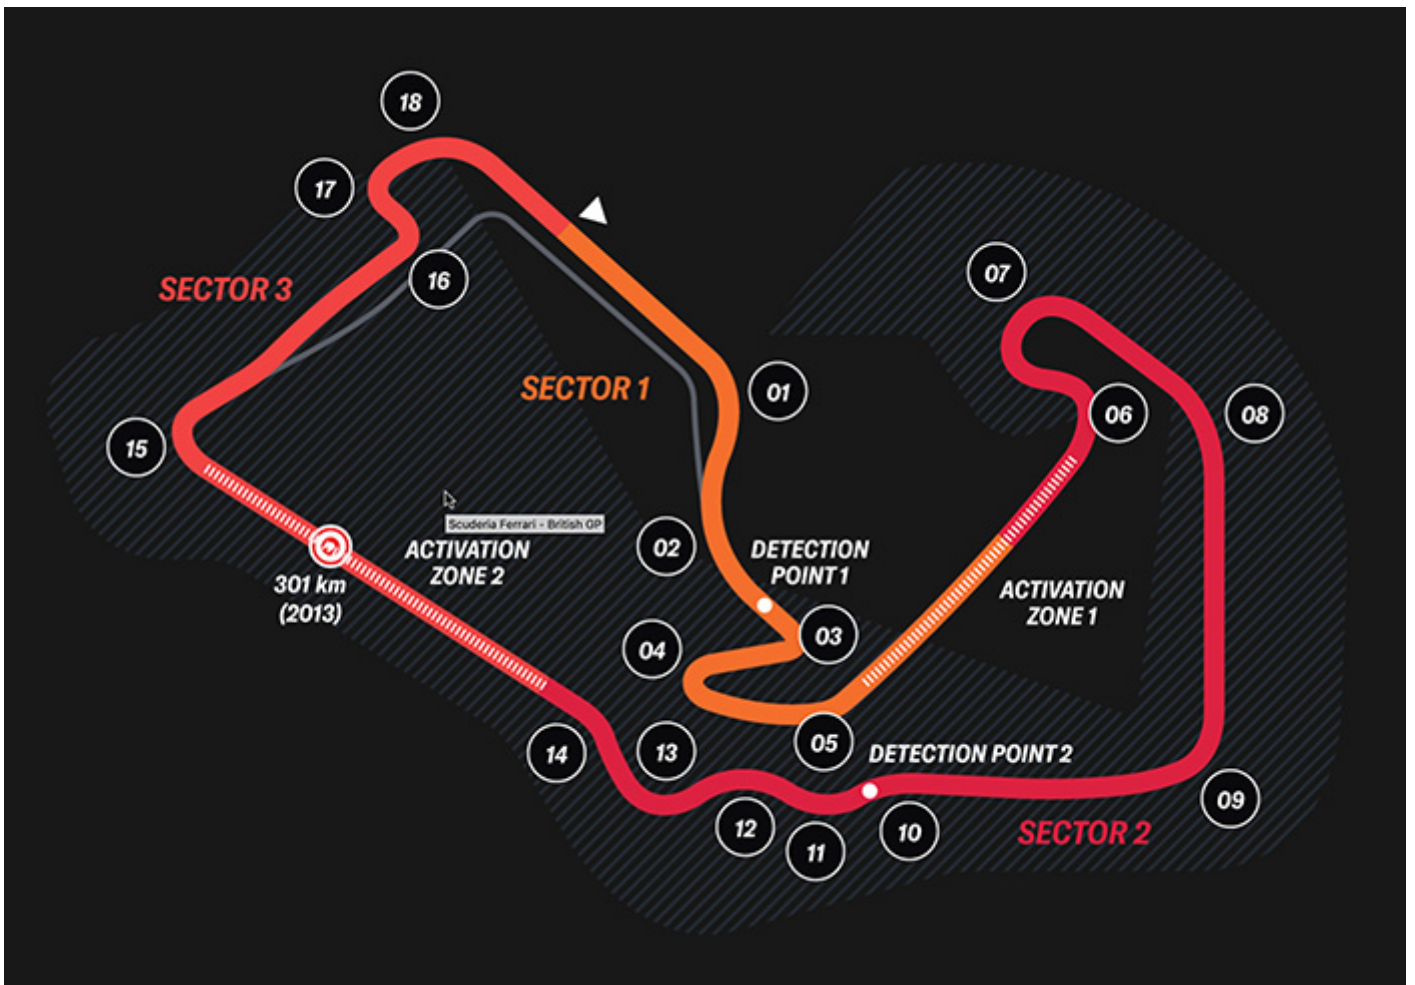 18
17
16
SECTOR 3
07
SECTOR 1
01
06
08
15
Scuderia Ferrari - British GP
ACTIVATION
ZONE 2
02
DETECTION
POINT 1
301 km
(2013)
ACTIVATION
ZONE 1
03
04
05
14
13
DETECTION POINT 2
09
12
11
10
SECTOR 2